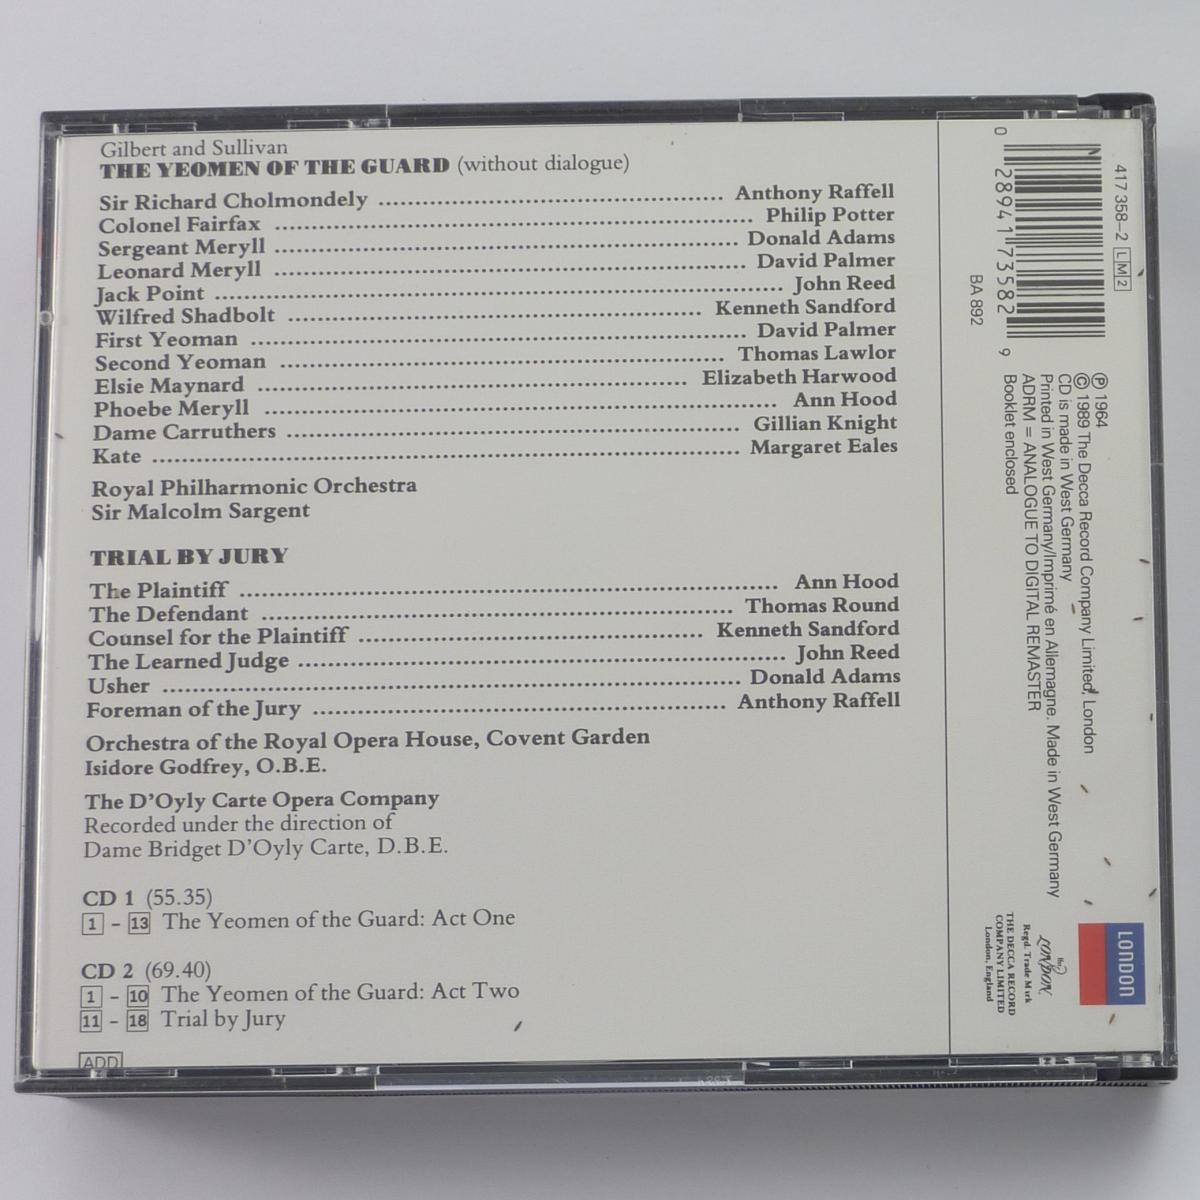 Gilbert and Sullivan
THE YEOMEN OF THE GUARD (without dialogue)
Sir Richard Cholmondely ........ Anthony Raffell
Colonel Fairfax ........ Philip Potter
Sergeant Meryll ........ Donald Adams
Leonard Meryll ........ David Palmer
Jack Point ........ John Reed
Wilfred Shadbolt ........ Kenneth Sandford
First Yeoman ........ David Palmer
Second Yeoman ........ Thomas Lawlor
Elsie Maynard ........ Elizabeth Harwood
Phoebe Meryll ........ Ann Hood
Dame Carruthers ........ Gillian Knight
Kate ........ Margaret Eales
Royal Philharmonic Orchestra
Sir Malcolm Sargent
TRIAL BY JURY
The Plaintiff ........ Ann Hood
The Defendant ........ Thomas Round
Counsel for the Plaintiff ........ Kenneth Sandford
The Learned Judge ........ John Reed
Usher ........ Donald Adams
Foreman of the Jury ........ Anthony Raffell
Orchestra of the Royal Opera House, Covent Garden
Isidore Godfrey, O.B.E.
The D'Oyly Carte Opera Company
Recorded under the direction of
Dame Bridget D'Oyly Carte, D.B.E.
CD 1 (55.35)
1 – 13 The Yeomen of the Guard: Act One
CD 2 (69.40)
1 – 10 The Yeomen of the Guard: Act Two
11 – 18 Trial by Jury
ADD
417 358–2 LM2
0 28941 73582 9
BA 892
℗ 1964
© 1989 The Decca Record Company Limited, London
CD is made in West Germany
Printed in West Germany/Imprimé en Allemagne. Made in West Germany
ADRM = ANALOGUE TO DIGITAL REMASTER
Booklet enclosed
LONDON
the
LONDON
Regd. Trade Mark
THE DECCA RECORD
COMPANY LIMITED
London, England